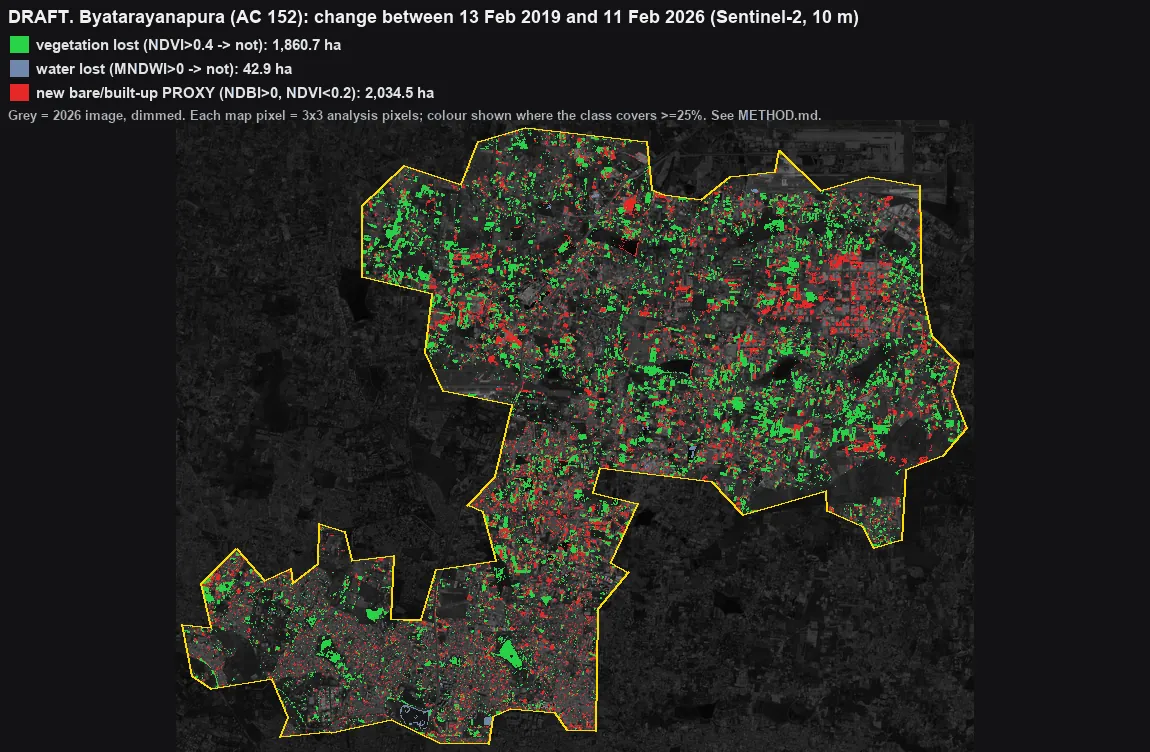 DRAFT. Byatarayanapura (AC 152): change between 13 Feb 2019 and 11 Feb 2026 (Sentinel-2, 10 m)
vegetation lost (NDVI>0.4 -> not): 1,860.7 ha
water lost (MNDWI>0 -> not): 42.9 ha
new bare/built-up PROXY (NDBI>0, NDVI<0.2): 2,034.5 ha
Grey = 2026 image, dimmed. Each map pixel = 3x3 analysis pixels; colour shown where the class covers >=25%. See METHOD.md.